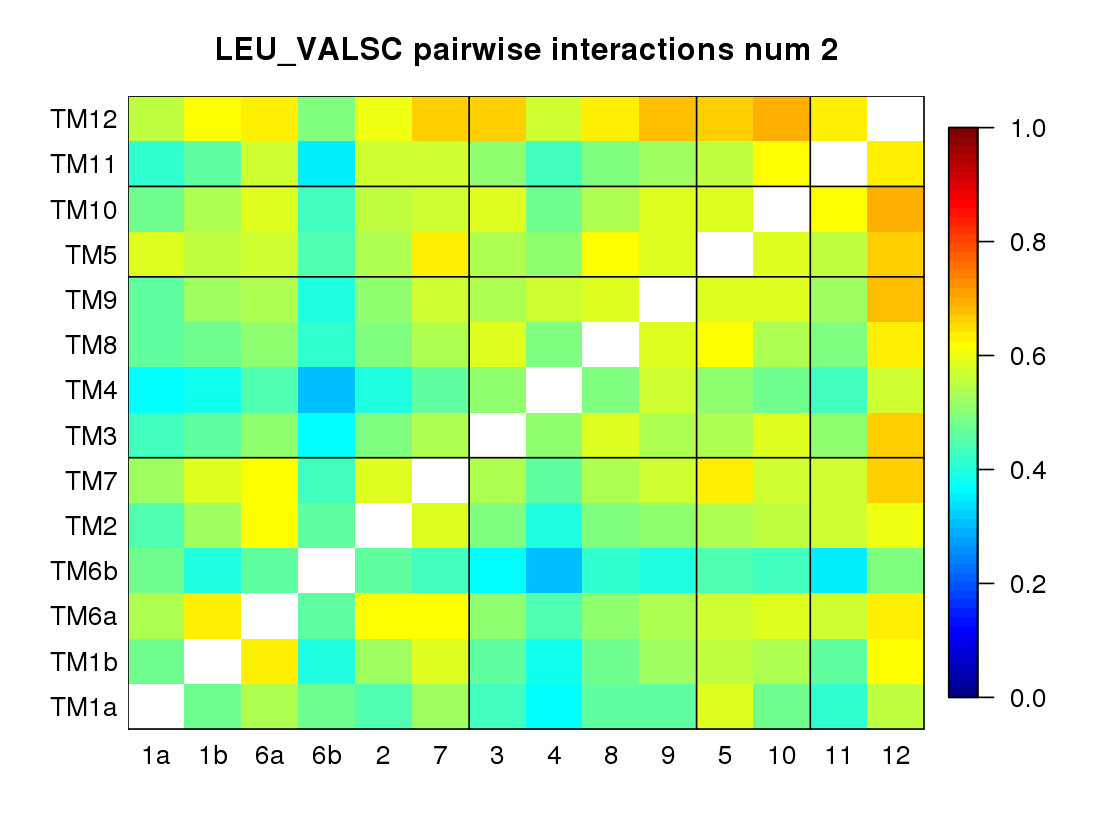 LEU_VALSC pairwise interactions num 2
TM12
TM11
TM10
TM5
TM9
TM8
TM4
TM3
TM7
TM2
TM6b
TM6a
TM1b
TM1a
1a 1b 6a 6b 2 7 3 4 8 9 5 10 11 12
1.0
0.8
0.6
0.4
0.2
0.0